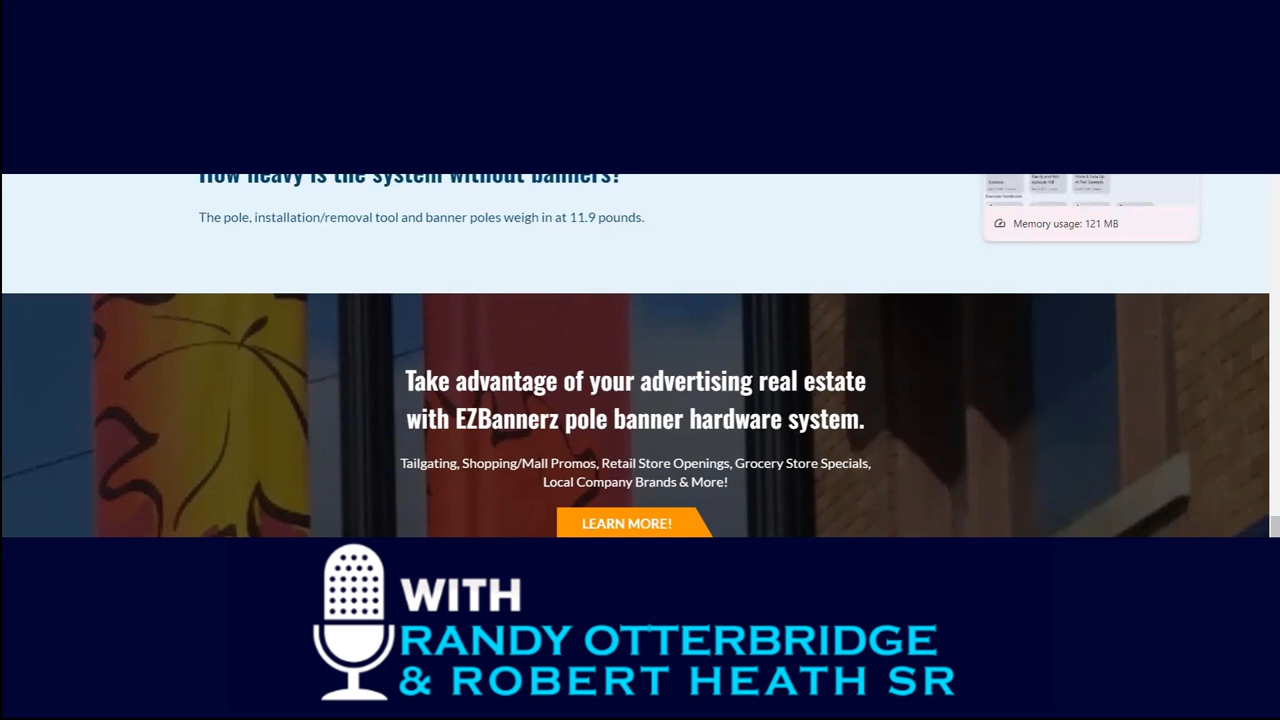 How heavy is the system without banners?
The pole, installation/removal tool and banner poles weigh in at 11.9 pounds.
Memory usage: 121 MB
Take advantage of your advertising real estate
with EZBannerz pole banner hardware system.
Tailgating, Shopping/Mall Promos, Retail Store Openings, Grocery Store Specials,
Local Company Brands & More!
LEARN MORE!
WITH
RANDY OTTERBRIDGE
& ROBERT HEATH SR